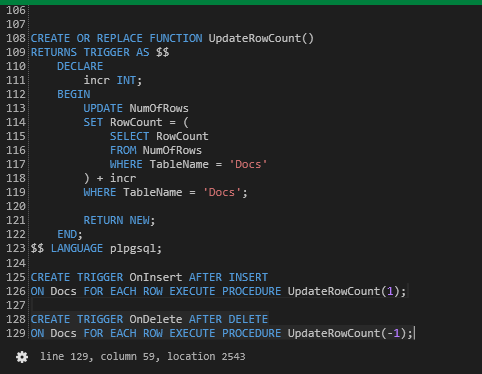 106
107
108 CREATE OR REPLACE FUNCTION UpdateRowCount()
109 RETURNS TRIGGER AS $$
110     DECLARE
111         incr INT;
112     BEGIN
113         UPDATE NumOfRows
114         SET RowCount = (
115             SELECT RowCount
116             FROM NumOfRows
117             WHERE TableName = 'Docs'
118         ) + incr
119         WHERE TableName = 'Docs';
120
121         RETURN NEW;
122     END;
123 $$ LANGUAGE plpgsql;
124
125 CREATE TRIGGER OnInsert AFTER INSERT
126 ON Docs FOR EACH ROW EXECUTE PROCEDURE UpdateRowCount(1);
127
128 CREATE TRIGGER OnDelete AFTER DELETE
129 ON Docs FOR EACH ROW EXECUTE PROCEDURE UpdateRowCount(-1);
line 129, column 59, location 2543